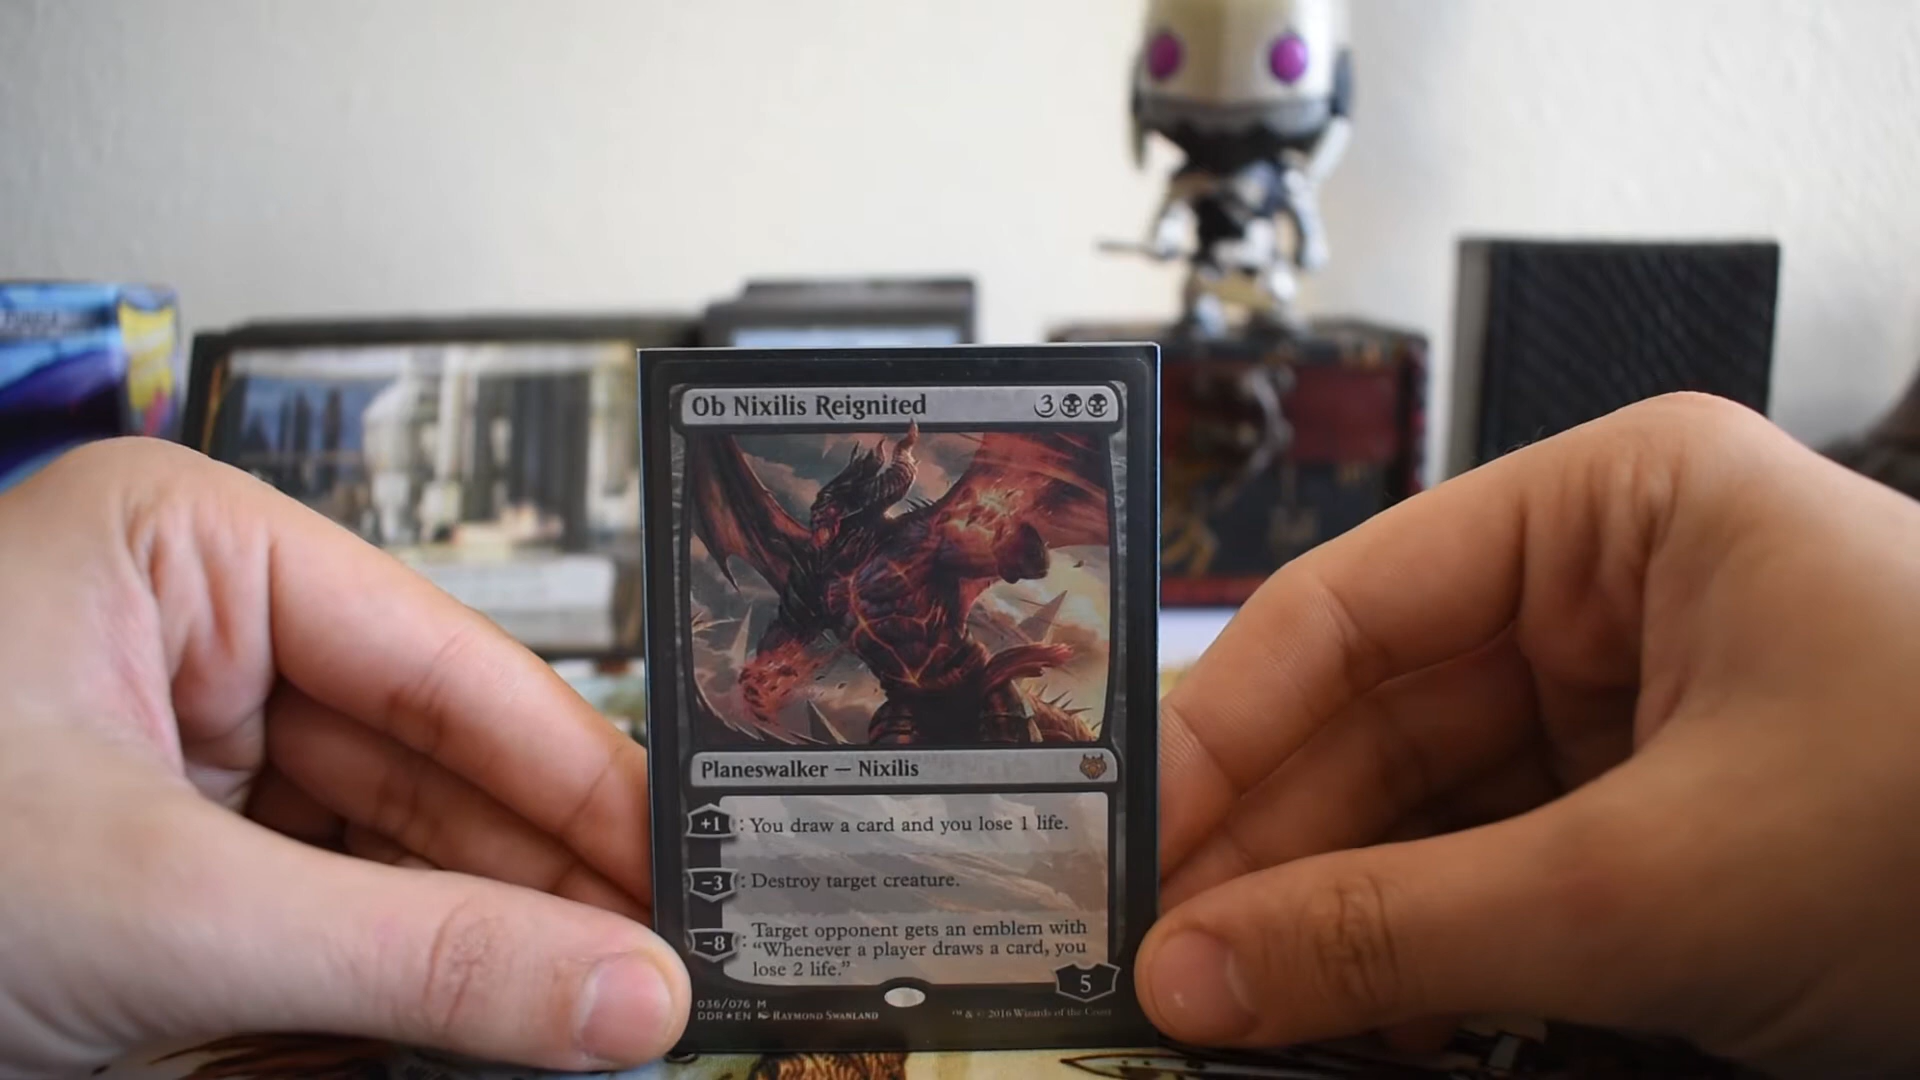 Ob Nixilis Reignited 3
Planeswalker — Nixilis
+1 : You draw a card and you lose 1 life.
−3 : Destroy target creature.
−8 : Target opponent gets an emblem with
“Whenever a player draws a card, you
lose 2 life.”
5
036/076 M
DDR★EN Raymond Swanland
™ & © 2016 Wizards of the Coast